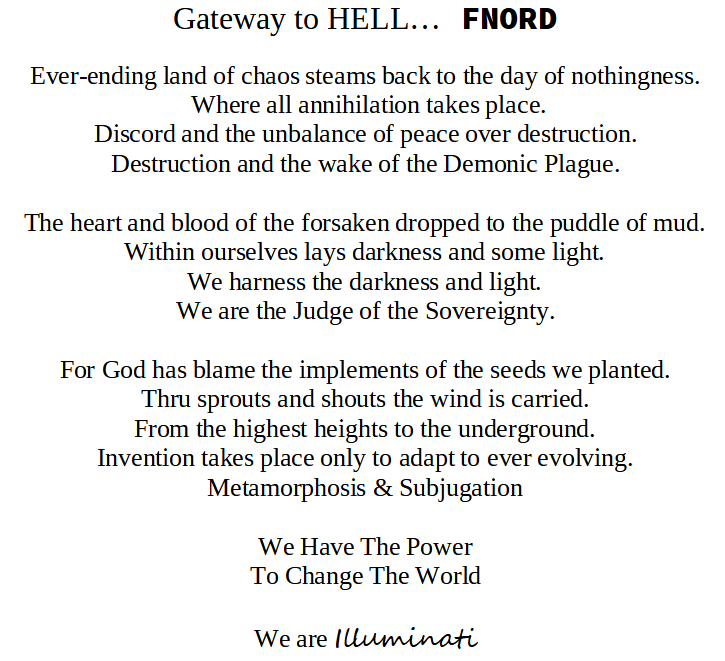 Gateway to HELL… FNORD
Ever-ending land of chaos steams back to the day of nothingness.
Where all annihilation takes place.
Discord and the unbalance of peace over destruction.
Destruction and the wake of the Demonic Plague.
The heart and blood of the forsaken dropped to the puddle of mud.
Within ourselves lays darkness and some light.
We harness the darkness and light.
We are the Judge of the Sovereignty.
For God has blame the implements of the seeds we planted.
Thru sprouts and shouts the wind is carried.
From the highest heights to the underground.
Invention takes place only to adapt to ever evolving.
Metamorphosis & Subjugation
We Have The Power
To Change The World
We are Illuminati